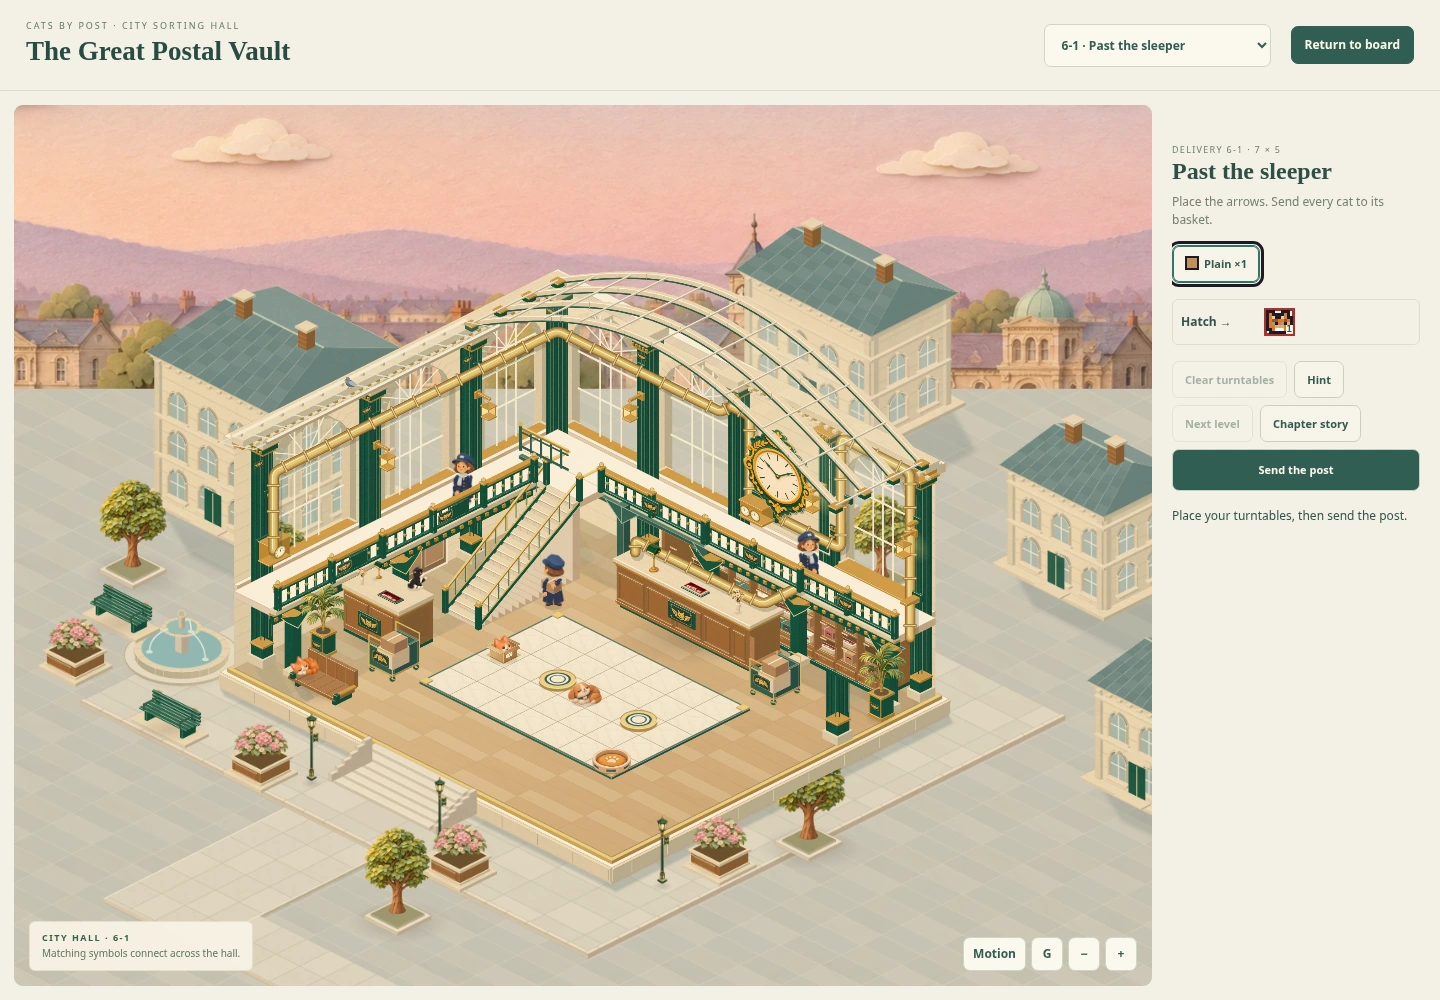 CATS BY POST · CITY SORTING HALL
The Great Postal Vault
6-1 · Past the sleeper
Return to board
DELIVERY 6-1 · 7 × 5
Past the sleeper
Place the arrows. Send every cat to its
basket.
Plain ×1
Hatch →
1
Clear turntables
Hint
Next level
Chapter story
Send the post
Place your turntables, then send the post.
CITY HALL · 6-1
Matching symbols connect across the hall.
Motion
G
−
+